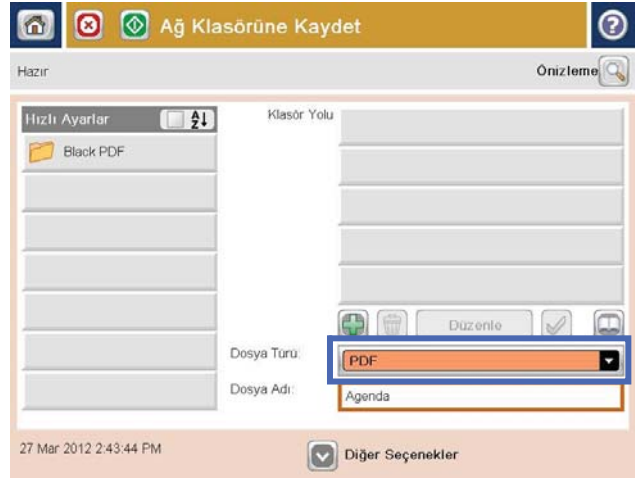 Ağ Klasörüne Kaydet
Hazır
Önizleme
Hızlı Ayarlar
Klasör Yolu
Black PDF
Düzenle
Dosya Türü:
PDF
Dosya Adı:
Agenda
27 Mar 2012 2:43:44 PM
Diğer Seçenekler